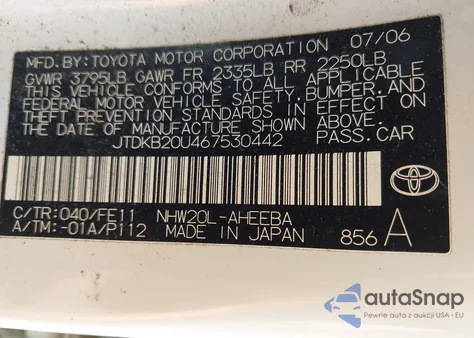 MFD. BY: TOYOTA MOTOR CORPORATION 07/06
GVWR 3795LB GAWR FR 2335LB RR 2250LB
THIS VEHICLE CONFORMS TO ALL APPLICABLE
FEDERAL MOTOR VEHICLE SAFETY, BUMPER, AND
THEFT PREVENTION STANDARDS IN EFFECT ON
THE DATE OF MANUFACTURE SHOWN ABOVE.
JTDKB20U467530442 PASS. CAR
C/TR: 040/FE11 NHW20L-AHEEBA
A/TM: -01A/P112 MADE IN JAPAN 856 A
autoSnap
Pewne auta z aukcji USA i EU